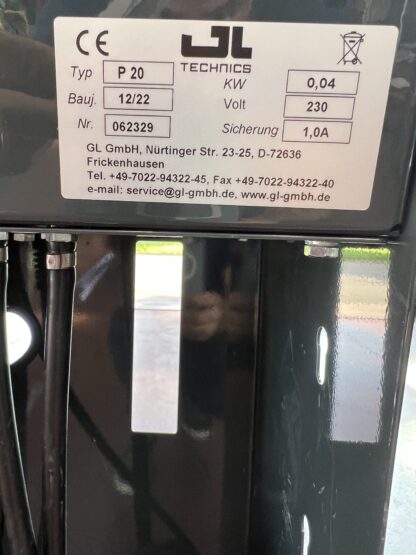 CE GL
TECHNICS
Typ P 20 KW 0,04
Bauj. 12/22 Volt 230
Nr. 062329 Sicherung 1,0A
GL GmbH, Nürtinger Str. 23-25, D-72636
Frickenhausen
Tel. +49-7022-94322-45, Fax +49-7022-94322-40
e-mail: service@gl-gmbh.de, www.gl-gmbh.de